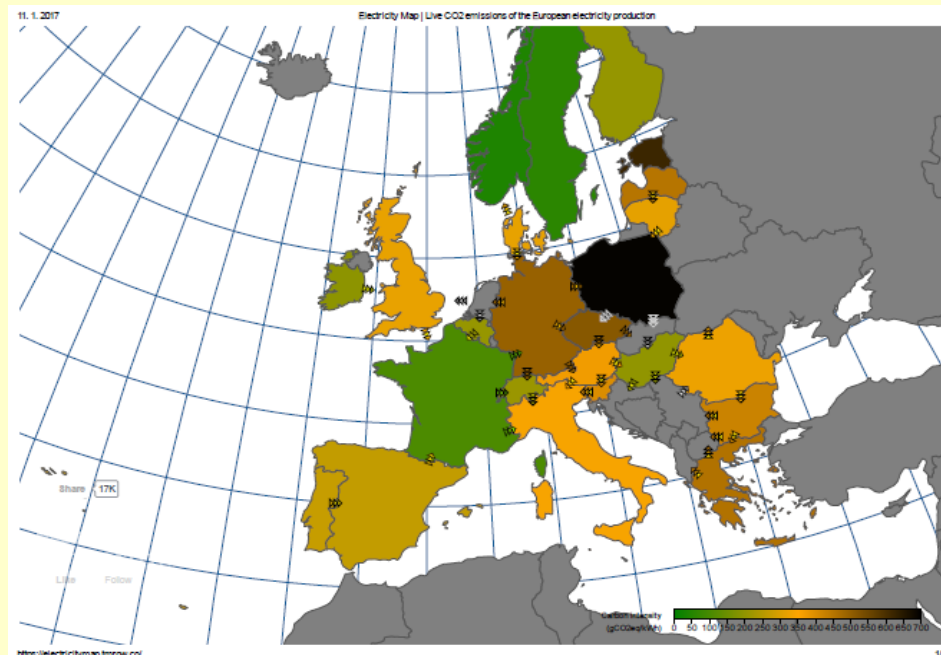 11. 1. 2017
Electricity Map | Live CO2 emissions of the European electricity production
Share 17K
Like Follow
Carbon intensity
(gCO2eq/kWh)
0 50 100 150 200 250 300 350 400 450 500 550 600 650 700